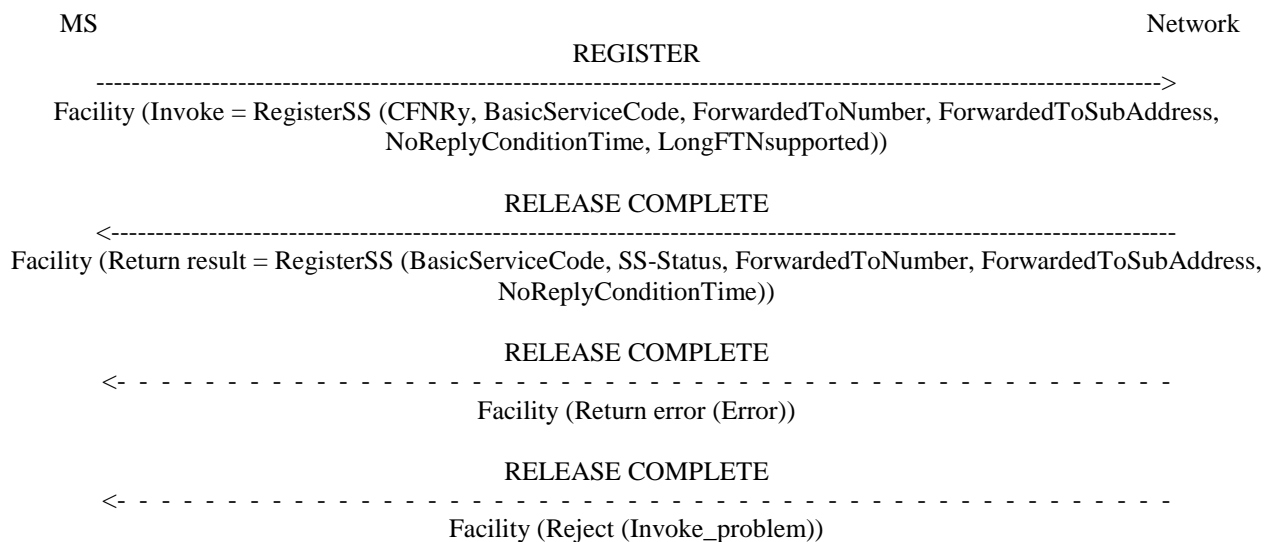 MS Network
REGISTER
------------------------------------------------------------------------------------------------------------------------>
Facility (Invoke = RegisterSS (CFNRy, BasicServiceCode, ForwardedToNumber, ForwardedToSubAddress,
NoReplyConditionTime, LongFTNsupported))
RELEASE COMPLETE
<------------------------------------------------------------------------------------------------------------------------
Facility (Return result = RegisterSS (BasicServiceCode, SS-Status, ForwardedToNumber, ForwardedToSubAddress,
NoReplyConditionTime))
RELEASE COMPLETE
<- - - - - - - - - - - - - - - - - - - - - - - - - - - - - - - - - - - - - - - - - - - - - - - - - - - - - - - - - - -
Facility (Return error (Error))
RELEASE COMPLETE
<- - - - - - - - - - - - - - - - - - - - - - - - - - - - - - - - - - - - - - - - - - - - - - - - - - - - - - - - - - -
Facility (Reject (Invoke_problem))